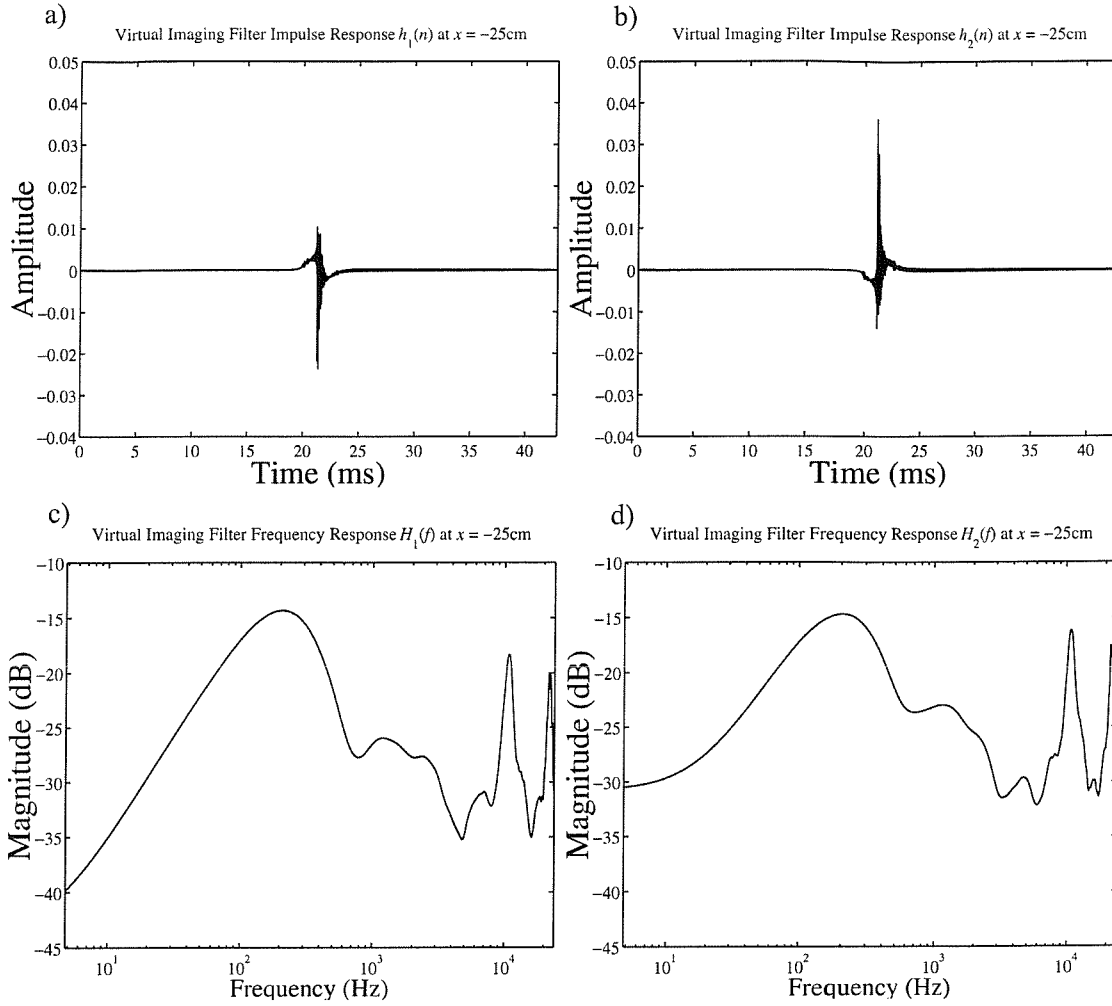 a)
Virtual Imaging Filter Impulse Response h1(n) at x = −25cm
0.05
0.04
0.03
0.02
0.01
0
−0.01
−0.02
−0.03
−0.04
Amplitude
0 5 10 15 20 25 30 35 40
Time (ms)
b)
Virtual Imaging Filter Impulse Response h2(n) at x = −25cm
0.05
0.04
0.03
0.02
0.01
0
−0.01
−0.02
−0.03
−0.04
Amplitude
0 5 10 15 20 25 30 35 40
Time (ms)
c)
Virtual Imaging Filter Frequency Response H1(f) at x = −25cm
−10
−15
−20
−25
−30
−35
−40
−45
Magnitude (dB)
10^1 10^2 10^3 10^4
Frequency (Hz)
d)
Virtual Imaging Filter Frequency Response H2(f) at x = −25cm
−10
−15
−20
−25
−30
−35
−40
−45
Magnitude (dB)
10^1 10^2 10^3 10^4
Frequency (Hz)